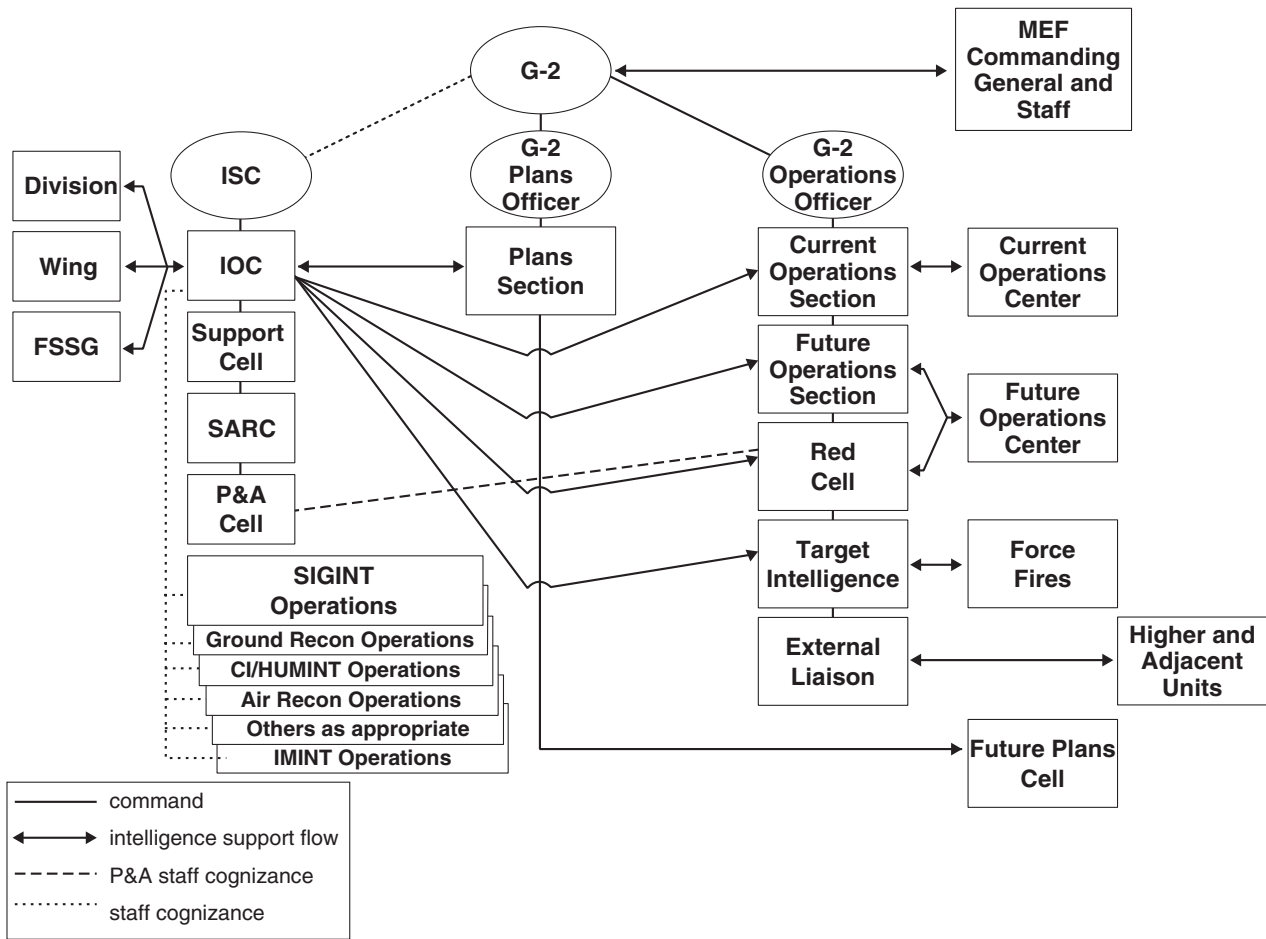 G-2
MEF
Commanding
General and
Staff
ISC
G-2
Plans
Officer
G-2
Operations
Officer
Division
Wing
FSSG
IOC
Plans
Section
Current
Operations
Section
Current
Operations
Center
Support
Cell
Future
Operations
Section
Future
Operations
Center
SARC
Red
Cell
P&A
Cell
Target
Intelligence
Force
Fires
SIGINT
Operations
Ground Recon Operations
CI/HUMINT Operations
Air Recon Operations
Others as appropriate
IMINT Operations
External
Liaison
Higher and
Adjacent
Units
Future Plans
Cell
command
intelligence support flow
P&A staff cognizance
staff cognizance